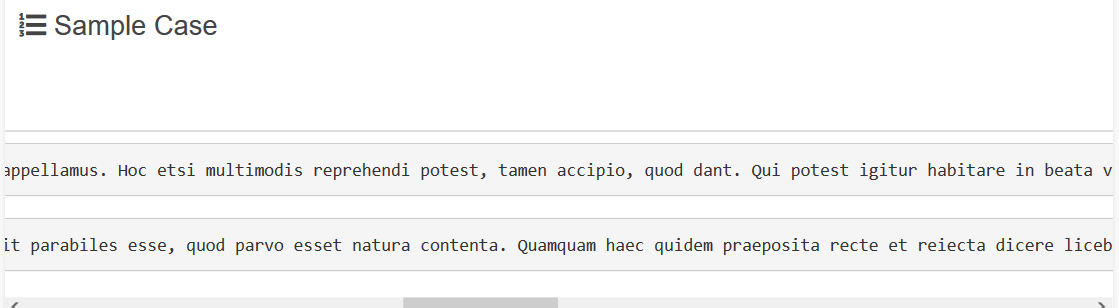 Sample Case
appellamus. Hoc etsi multimodis reprehendi potest, tamen accipio, quod dant. Qui potest igitur habitare in beata v
it parabiles esse, quod parvo esset natura contenta. Quamquam haec quidem praeposita recte et reiecta dicere liceb